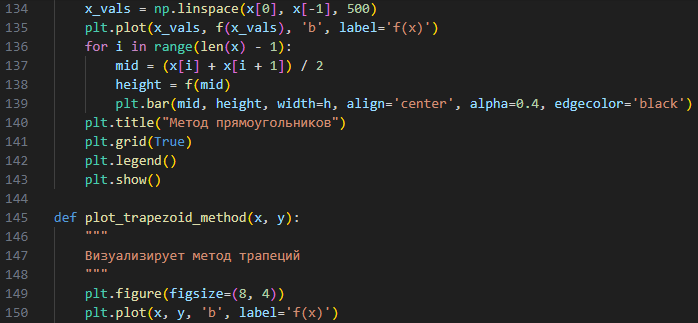 134 x_vals = np.linspace(x[0], x[-1], 500)
135 plt.plot(x_vals, f(x_vals), 'b', label='f(x)')
136 for i in range(len(x) - 1):
137 mid = (x[i] + x[i + 1]) / 2
138 height = f(mid)
139 plt.bar(mid, height, width=h, align='center', alpha=0.4, edgecolor='black')
140 plt.title("Метод прямоугольников")
141 plt.grid(True)
142 plt.legend()
143 plt.show()
144
145 def plot_trapezoid_method(x, y):
146 """
147 Визуализирует метод трапеций
148 """
149 plt.figure(figsize=(8, 4))
150 plt.plot(x, y, 'b', label='f(x)')